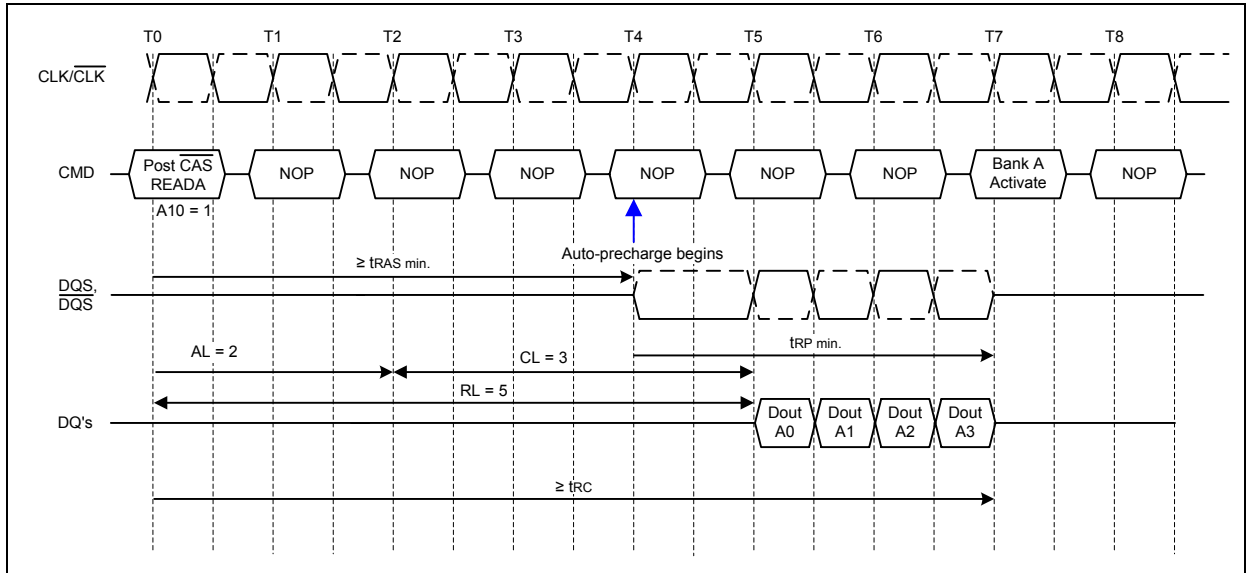 T0 T1 T2 T3 T4 T5 T6 T7 T8
CLK/CLK
CMD
Post CAS
READA
NOP
NOP
NOP
NOP
NOP
NOP
Bank A
Activate
NOP
A10 = 1
Auto-precharge begins
≥ tRAS min.
DQS,
DQS
tRP min.
AL = 2
CL = 3
RL = 5
DQ's
Dout
A0
Dout
A1
Dout
A2
Dout
A3
≥ tRC